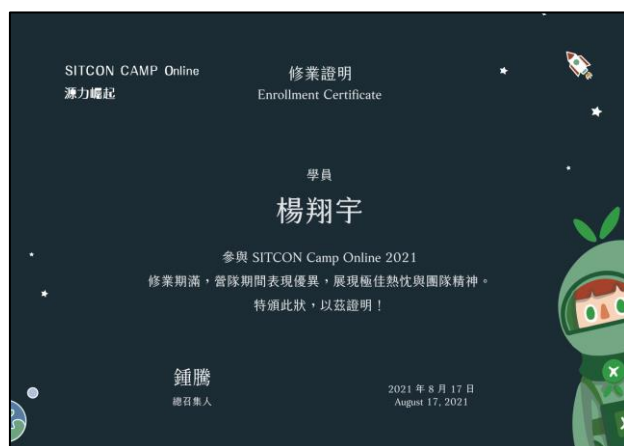 SITCON CAMP Online
源力崛起
修業證明
Enrollment Certificate
學員
楊翔宇
參與 SITCON Camp Online 2021
修業期滿，營隊期間表現優異，展現極佳熱忱與團隊精神。
特頒此狀，以茲證明！
鍾騰
總召集人
2021 年 8 月 17 日
August 17, 2021